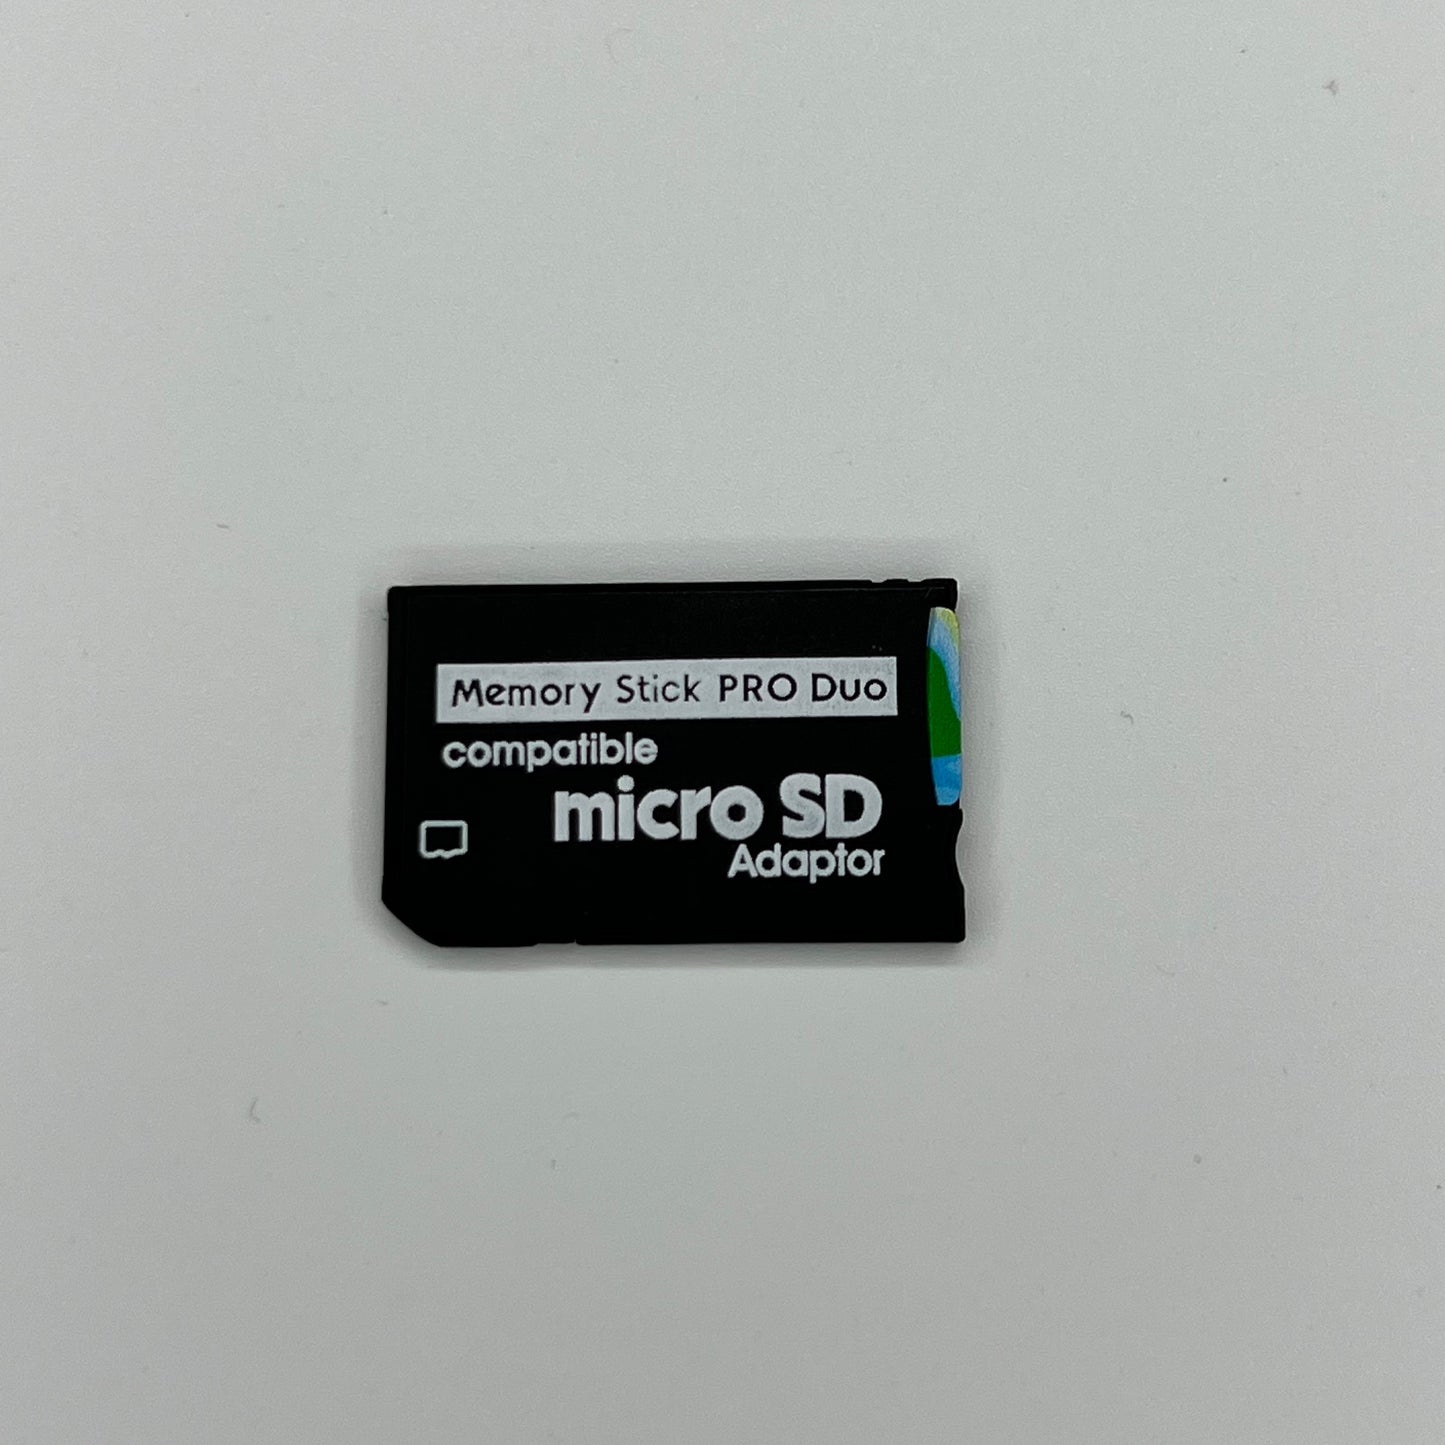 Memory Stick PRO Duo
compatible
micro SD
Adaptor